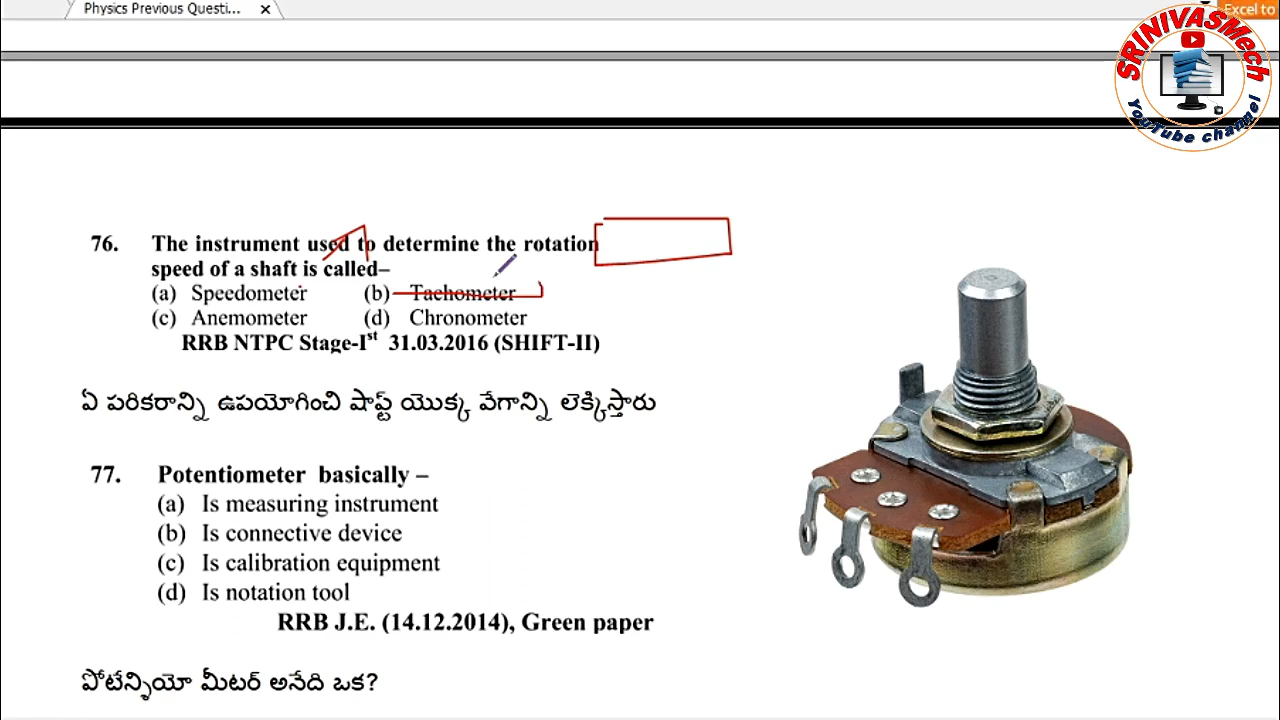 Physics Previous Questi...
Excel to
SRINIVASMech
YouTube channel
76. The instrument used to determine the rotation
speed of a shaft is called–
(a) Speedometer (b) Tachometer
(c) Anemometer (d) Chronometer
RRB NTPC Stage-Ist 31.03.2016 (SHIFT-II)
ఏ పరికరాన్ని ఉపయోగించి షాప్ట్ యొక్క వేగాన్ని లెక్కిస్తారు
77. Potentiometer basically –
(a) Is measuring instrument
(b) Is connective device
(c) Is calibration equipment
(d) Is notation tool
RRB J.E. (14.12.2014), Green paper
పోటేన్శియో మీటర్ అనేది ఒక?